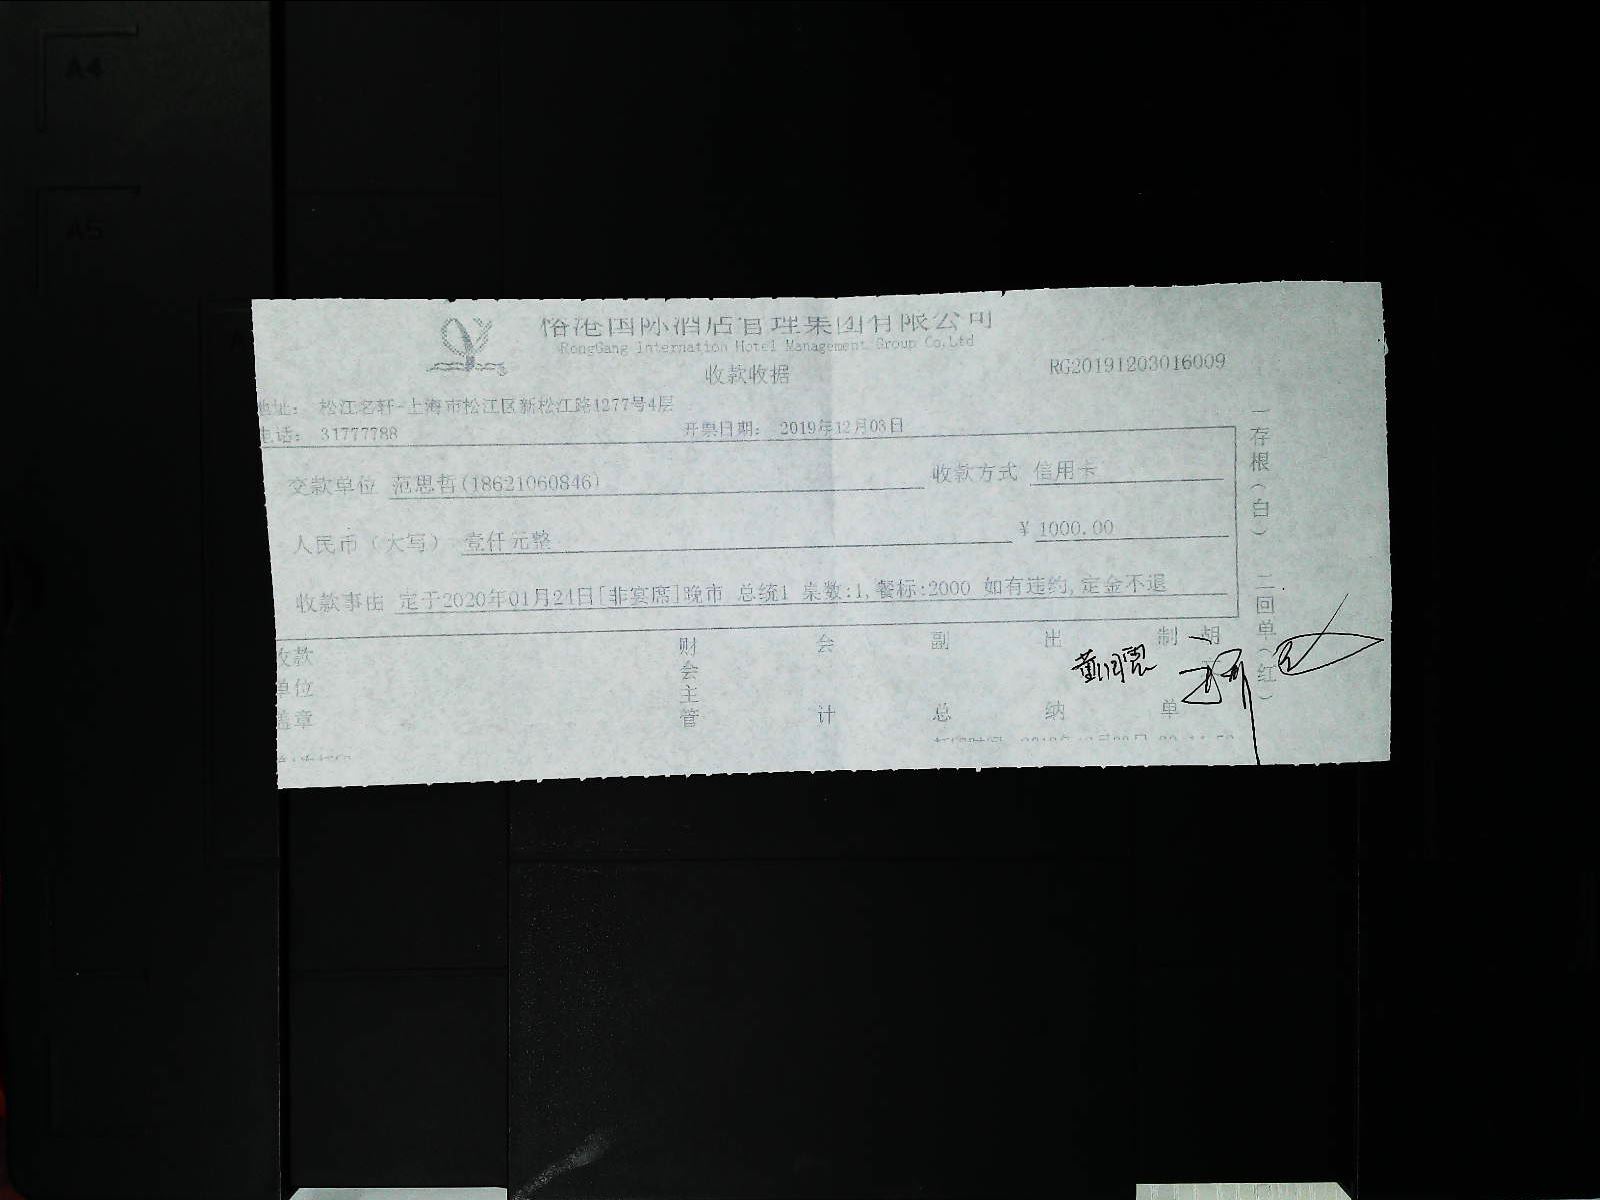 A4
A5
国际酒店管理集团有限公司
RongGang Internation Hotel Management Group Co.Ltd
收款收据
RG20191203016009
地址： 松江名轩-上海市松江区新松江路1277号4层
电话： 31777788
开票日期： 2019年12月03日
交款单位 范思哲(18621060846)
收款方式 信用卡
人民币（大写） 壹仟元整
¥ 1000.00
收款事由 定于2020年01月24日[非宴席]晚市 总统1 桌数:1,餐标:2000 如有违约,定金不退
收款单位盖章
财会主管
会计
副总
出纳
制单
胡
一存根（白） 二回单（红）